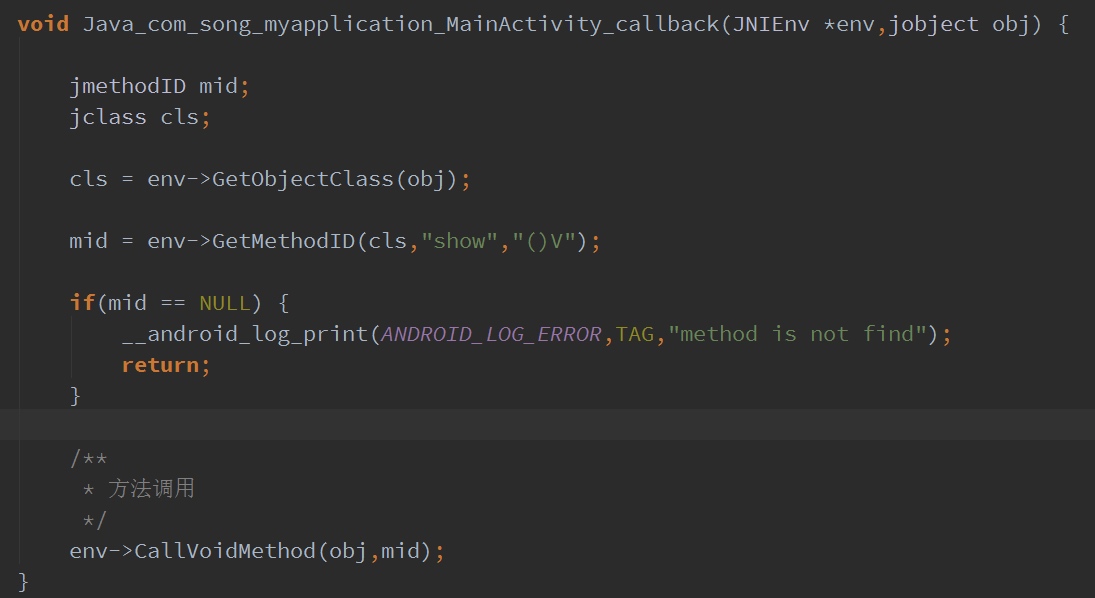 void Java_com_song_myapplication_MainActivity_callback(JNIEnv *env,jobject obj) {
jmethodID mid;
jclass cls;
cls = env->GetObjectClass(obj);
mid = env->GetMethodID(cls,"show","()V");
if(mid == NULL) {
__android_log_print(ANDROID_LOG_ERROR,TAG,"method is not find");
return;
}
/**
* 方法调用
*/
env->CallVoidMethod(obj,mid);
}